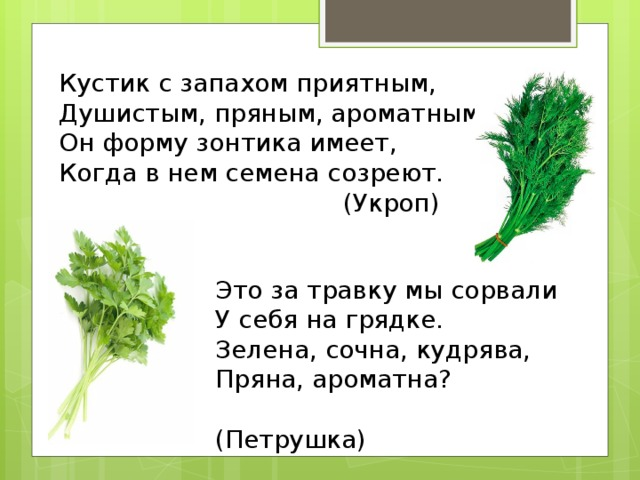 Кустик с запахом приятным,
Душистым, пряным, ароматным
Он форму зонтика имеет,
Когда в нем семена созреют.
(Укроп)
Это за травку мы сорвали
У себя на грядке.
Зелена, сочна, кудрява,
Пряна, ароматна?
(Петрушка)